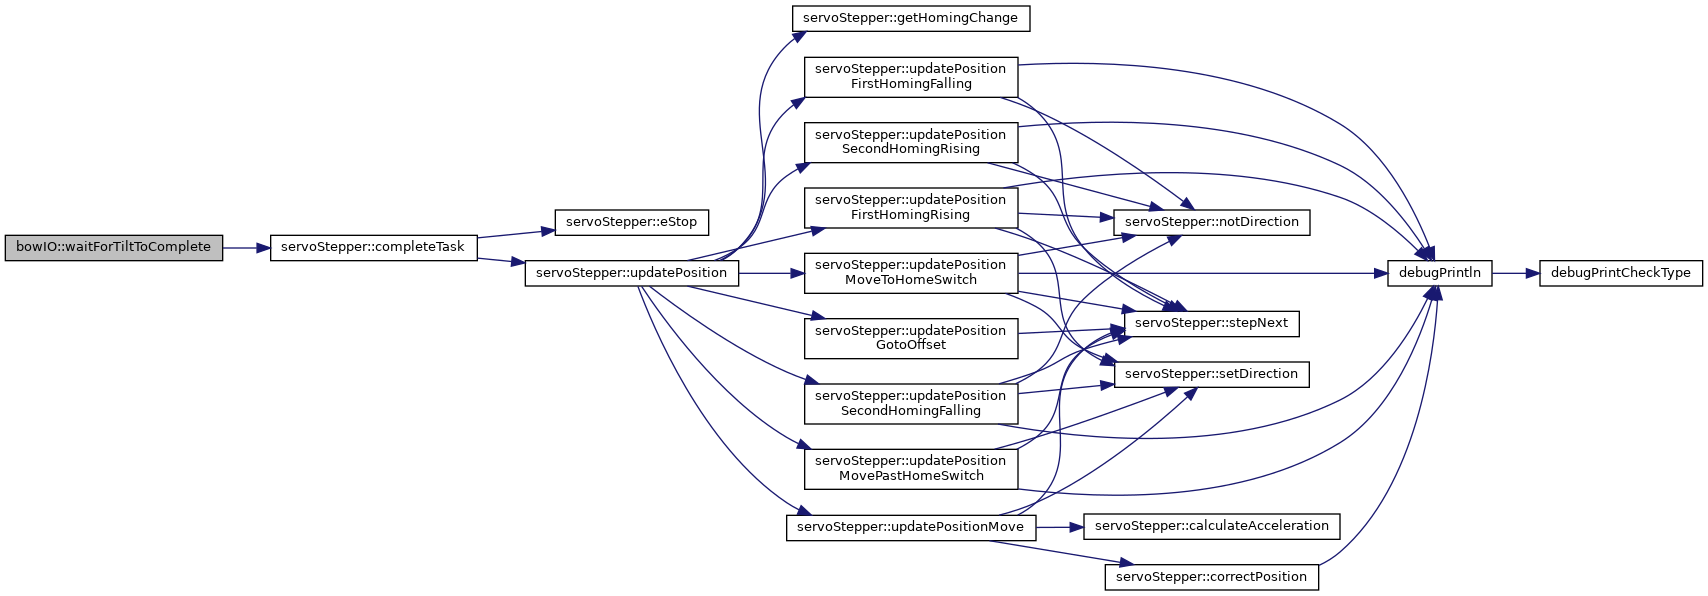 bowIO::waitForTiltToComplete
servoStepper::completeTask
servoStepper::eStop
servoStepper::updatePosition
servoStepper::getHomingChange
servoStepper::updatePosition
FirstHomingFalling
servoStepper::updatePosition
SecondHomingRising
servoStepper::updatePosition
FirstHomingRising
servoStepper::updatePosition
MoveToHomeSwitch
servoStepper::updatePosition
GotoOffset
servoStepper::updatePosition
SecondHomingFalling
servoStepper::updatePosition
MovePastHomeSwitch
servoStepper::updatePositionMove
servoStepper::notDirection
servoStepper::stepNext
servoStepper::setDirection
servoStepper::calculateAcceleration
servoStepper::correctPosition
debugPrintln
debugPrintCheckType